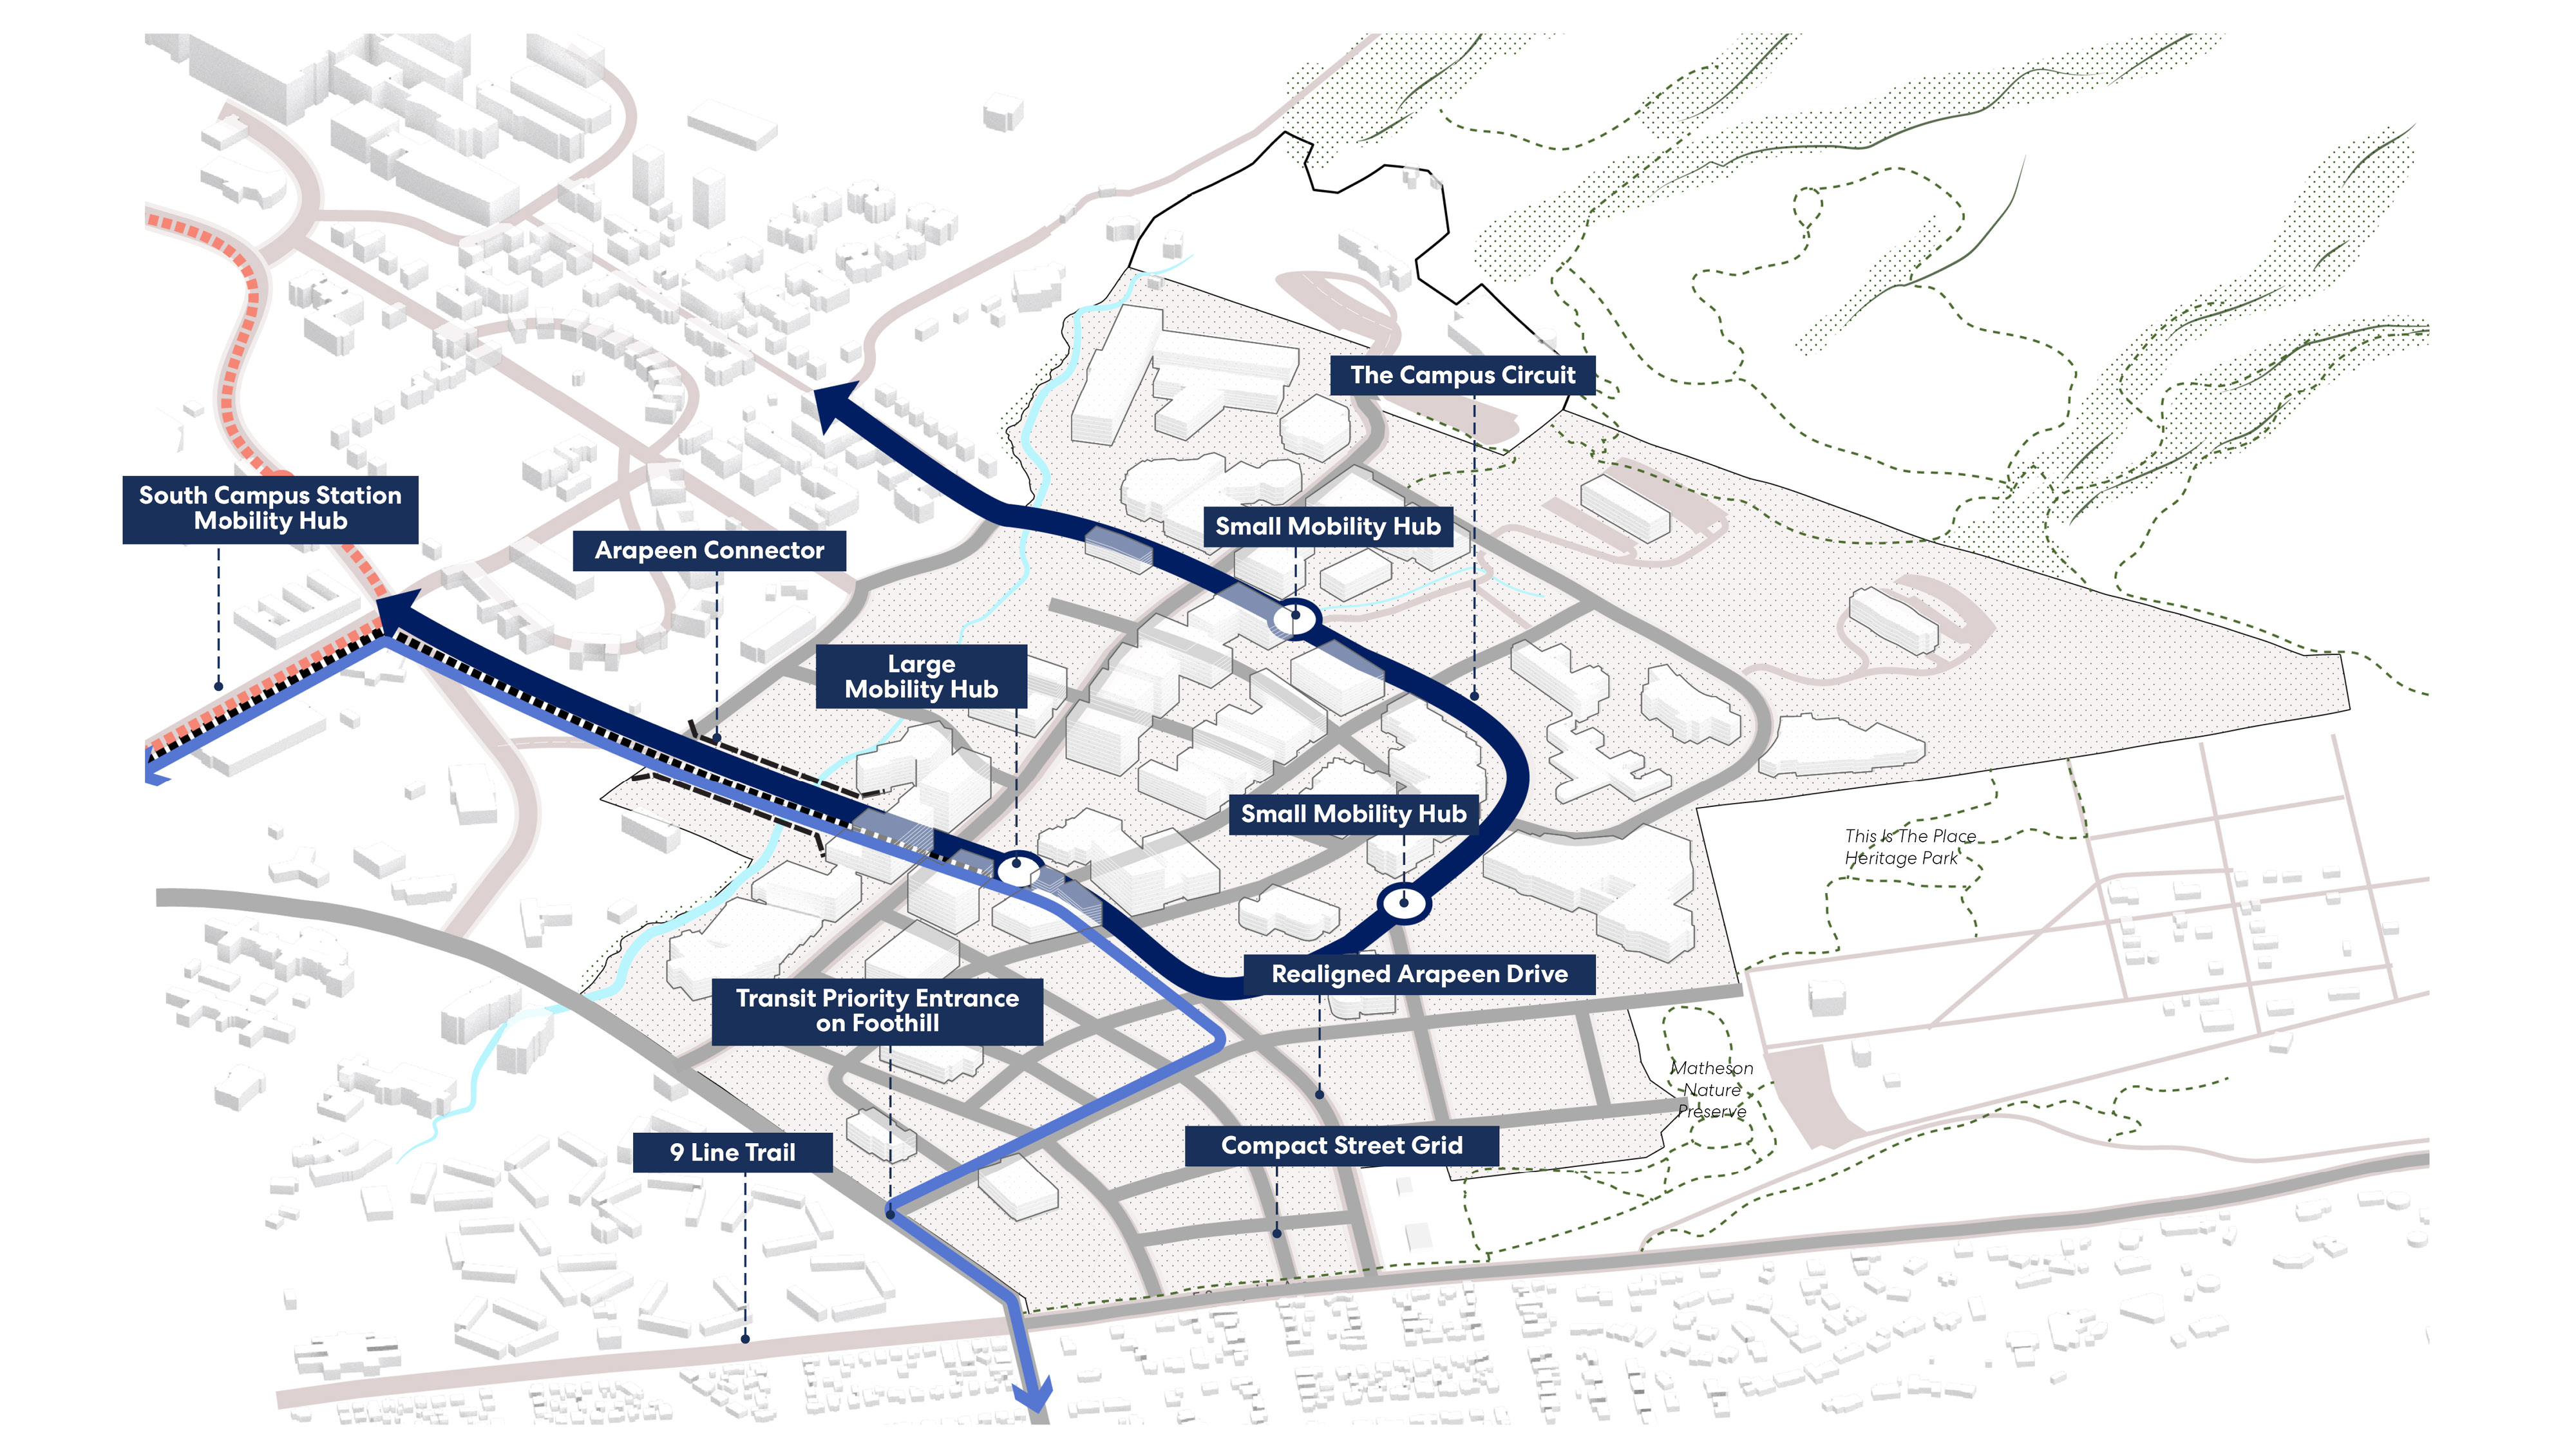 The Campus Circuit
South Campus Station
Mobility Hub
Small Mobility Hub
Arapeen Connector
Large
Mobility Hub
Small Mobility Hub
This Is The Place
Heritage Park
Realigned Arapeen Drive
Transit Priority Entrance
on Foothill
Matheson
Nature
Preserve
9 Line Trail
Compact Street Grid